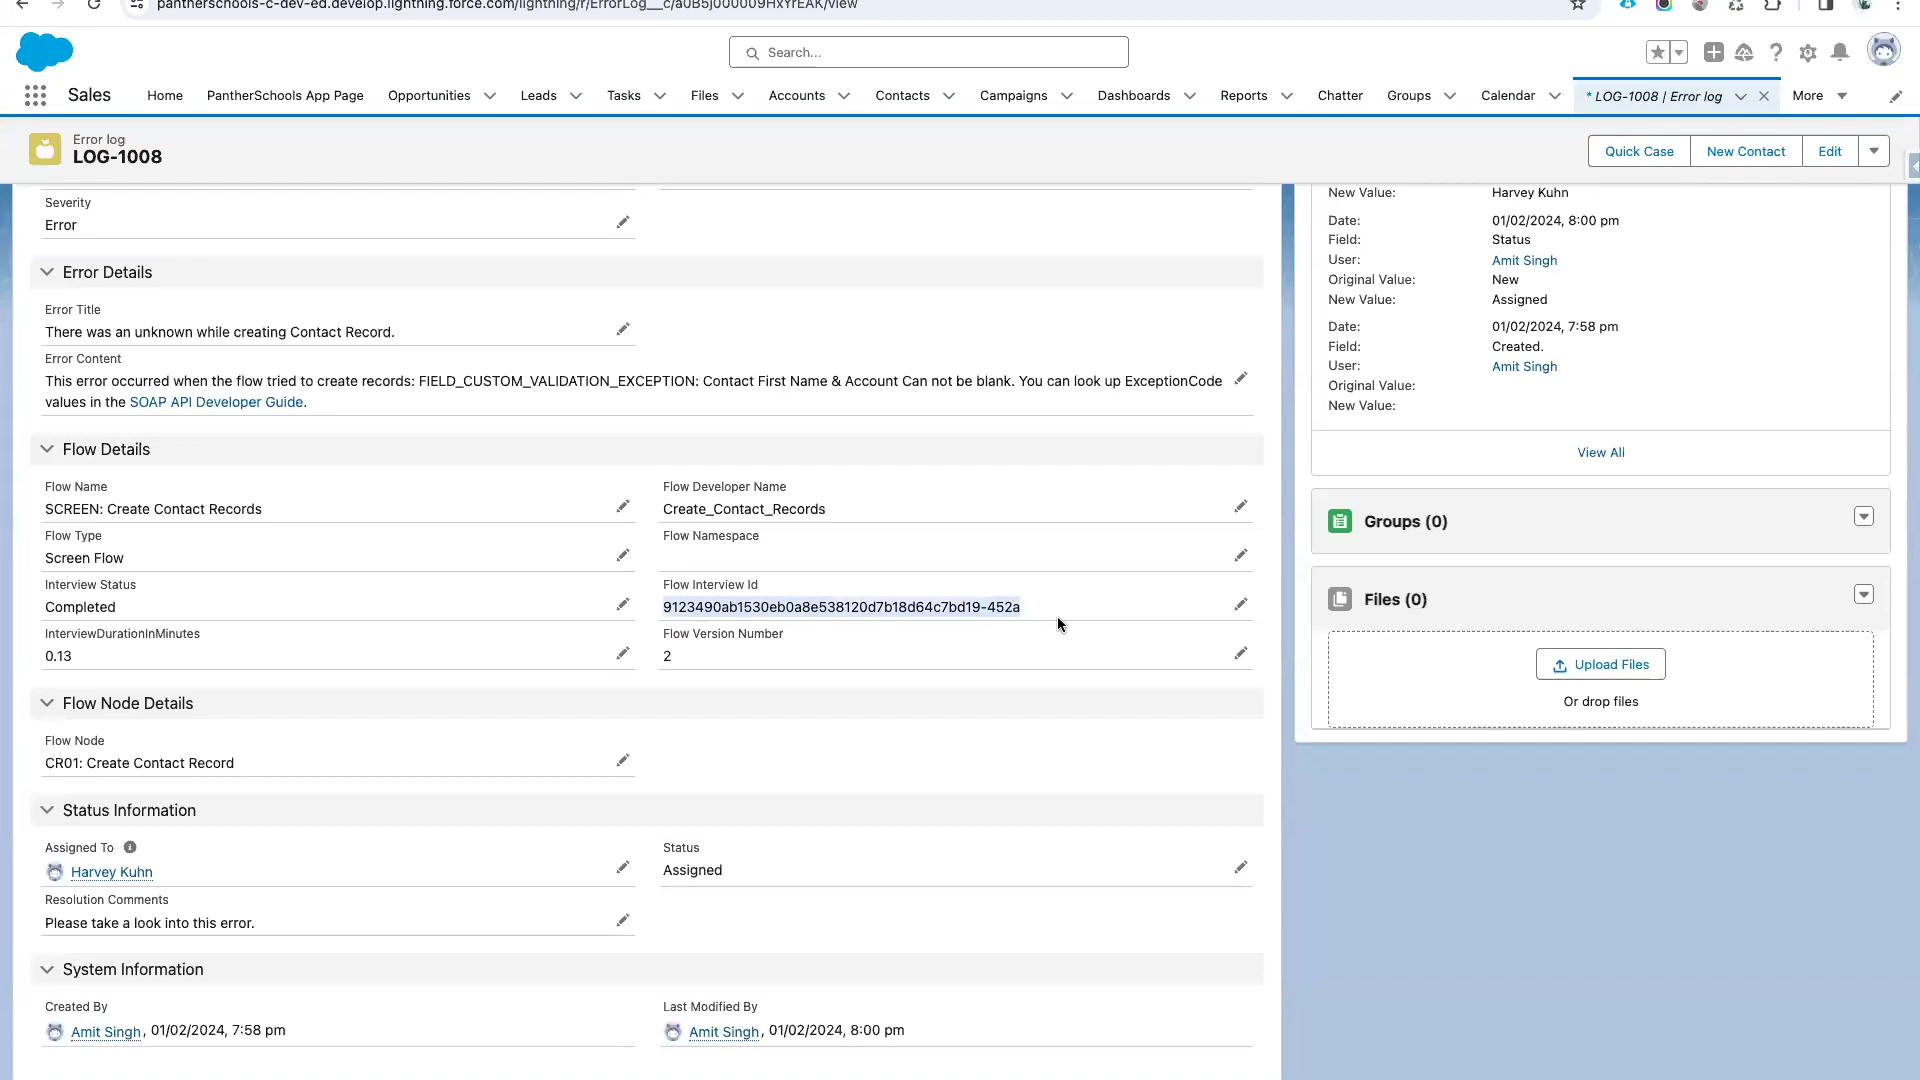 pantherschools-c-dev-ed.develop.lightning.force.com/lightning/r/ErrorLog__c/a0B5j000009HxYrEAK/view
Search...
Sales
Home
PantherSchools App Page
Opportunities
Leads
Tasks
Files
Accounts
Contacts
Campaigns
Dashboards
Reports
Chatter
Groups
Calendar
* LOG-1008 | Error log
More
Error log
LOG-1008
Quick Case
New Contact
Edit
Severity
Error
Error Details
Error Title
There was an unknown while creating Contact Record.
Error Content
This error occurred when the flow tried to create records: FIELD_CUSTOM_VALIDATION_EXCEPTION: Contact First Name & Account Can not be blank. You can look up ExceptionCode
values in the SOAP API Developer Guide.
Flow Details
Flow Name
SCREEN: Create Contact Records
Flow Developer Name
Create_Contact_Records
Flow Type
Screen Flow
Flow Namespace
Interview Status
Completed
Flow Interview Id
9123490ab1530eb0a8e538120d7b18d64c7bd19-452a
InterviewDurationInMinutes
0.13
Flow Version Number
2
Flow Node Details
Flow Node
CR01: Create Contact Record
Status Information
Assigned To
Harvey Kuhn
Status
Assigned
Resolution Comments
Please take a look into this error.
System Information
Created By
Amit Singh, 01/02/2024, 7:58 pm
Last Modified By
Amit Singh, 01/02/2024, 8:00 pm
New Value: Harvey Kuhn
Date: 01/02/2024, 8:00 pm
Field: Status
User: Amit Singh
Original Value: New
New Value: Assigned
Date: 01/02/2024, 7:58 pm
Field: Created.
User: Amit Singh
Original Value:
New Value:
View All
Groups (0)
Files (0)
Upload Files
Or drop files